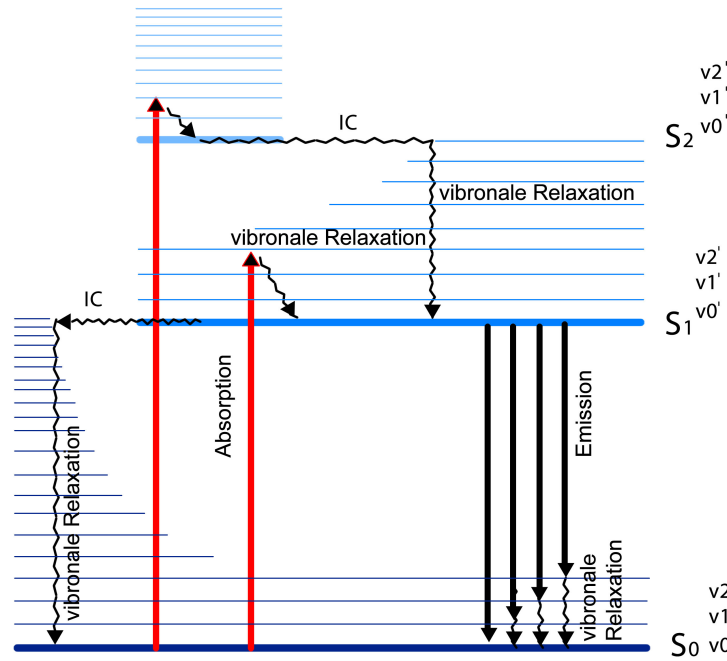 v2'
v1'
S2 v0'
IC
vibronale Relaxation
vibronale Relaxation
v2'
v1'
S1 v0'
IC
Absorption
Emission
vibronale Relaxation
vibronale
Relaxation
v2
v1
S0 v0